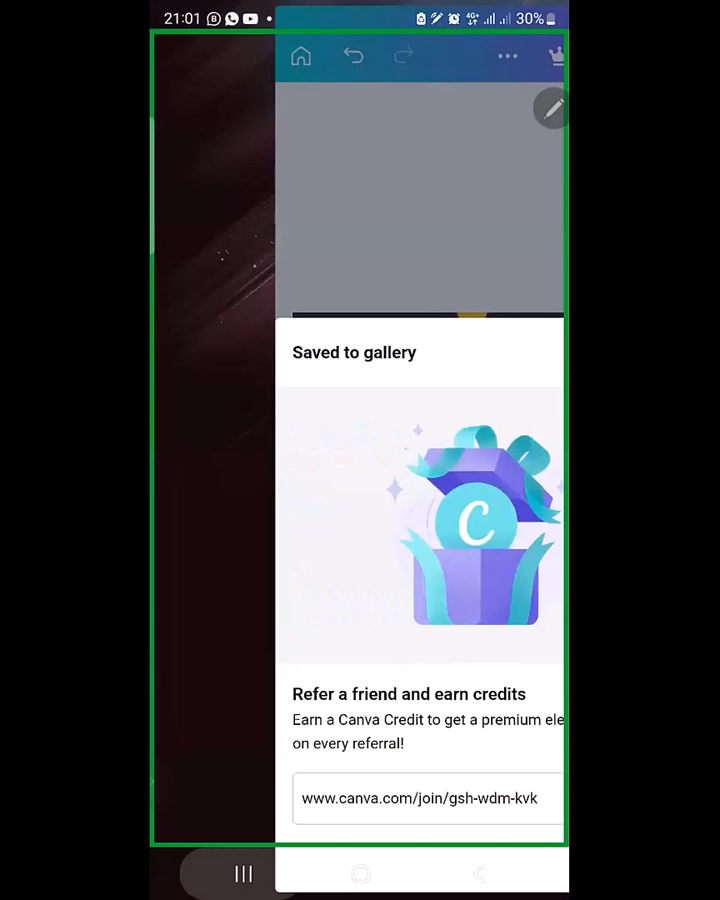 21:01
4G+
30%
Saved to gallery
C
Refer a friend and earn credits
Earn a Canva Credit to get a premium ele
on every referral!
www.canva.com/join/gsh-wdm-kvk